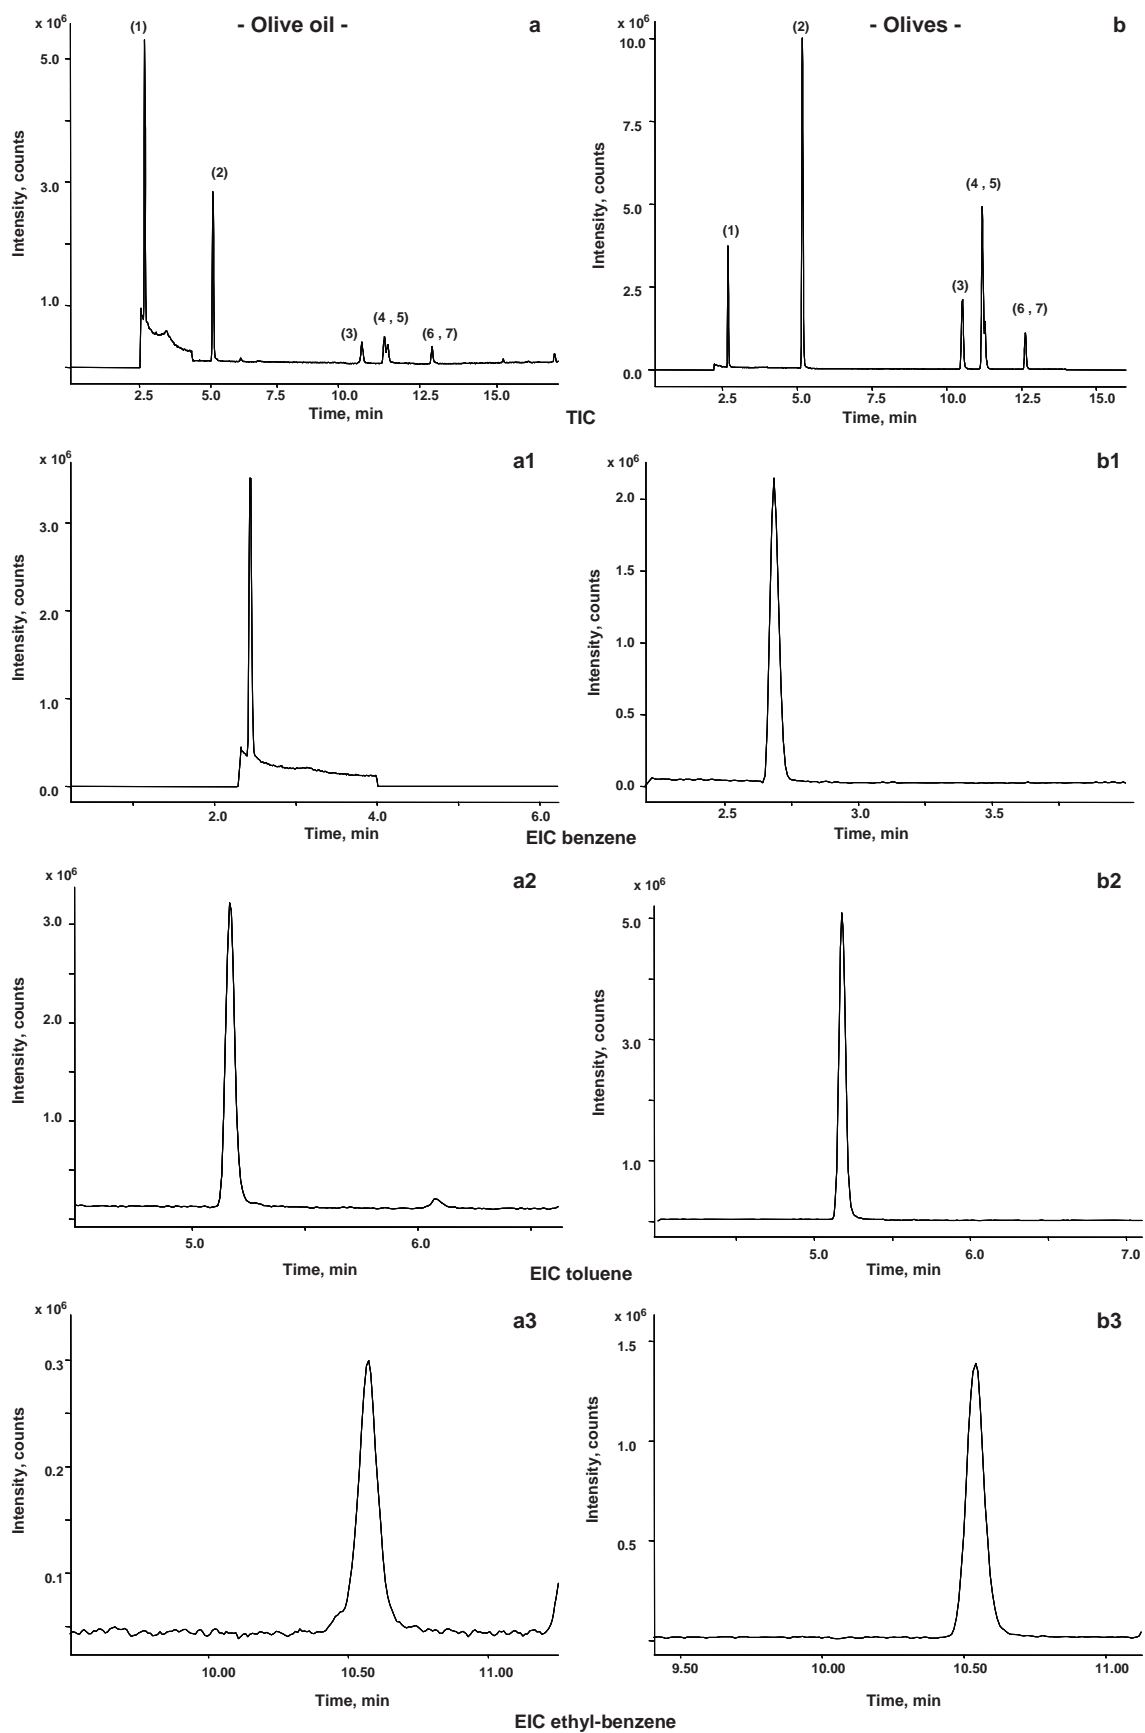 - Olive oil -
a
x 10⁶
5.0
3.0
1.0
Intensity, counts
(1)
(2)
(3)
(4 , 5)
(6 , 7)
2.5 5.0 7.5 10.0 12.5 15.0
Time, min
- Olives -
b
x 10⁶
10.0
7.5
5.0
2.5
0.0
Intensity, counts
(1)
(2)
(3)
(4 , 5)
(6, 7)
2.5 5.0 7.5 10.0 12.5 15.0
Time, min
TIC
a1
x 10⁶
3.0
2.0
1.0
0.0
Intensity, counts
2.0 4.0 6.0
Time, min
b1
x 10⁶
2.0
1.5
1.0
0.5
0.0
Intensity, counts
2.5 3.0 3.5
Time, min
EIC benzene
a2
x 10⁶
3.0
2.0
1.0
Intensity, counts
5.0 6.0
Time, min
b2
x 10⁶
5.0
3.0
1.0
Intensity, counts
5.0 6.0 7.0
Time, min
EIC toluene
a3
x 10⁶
0.3
0.2
0.1
Intensity, counts
10.00 10.50 11.00
Time, min
b3
x 10⁶
1.5
1.0
0.5
Intensity, counts
9.50 10.00 10.50 11.00
Time, min
EIC ethyl-benzene